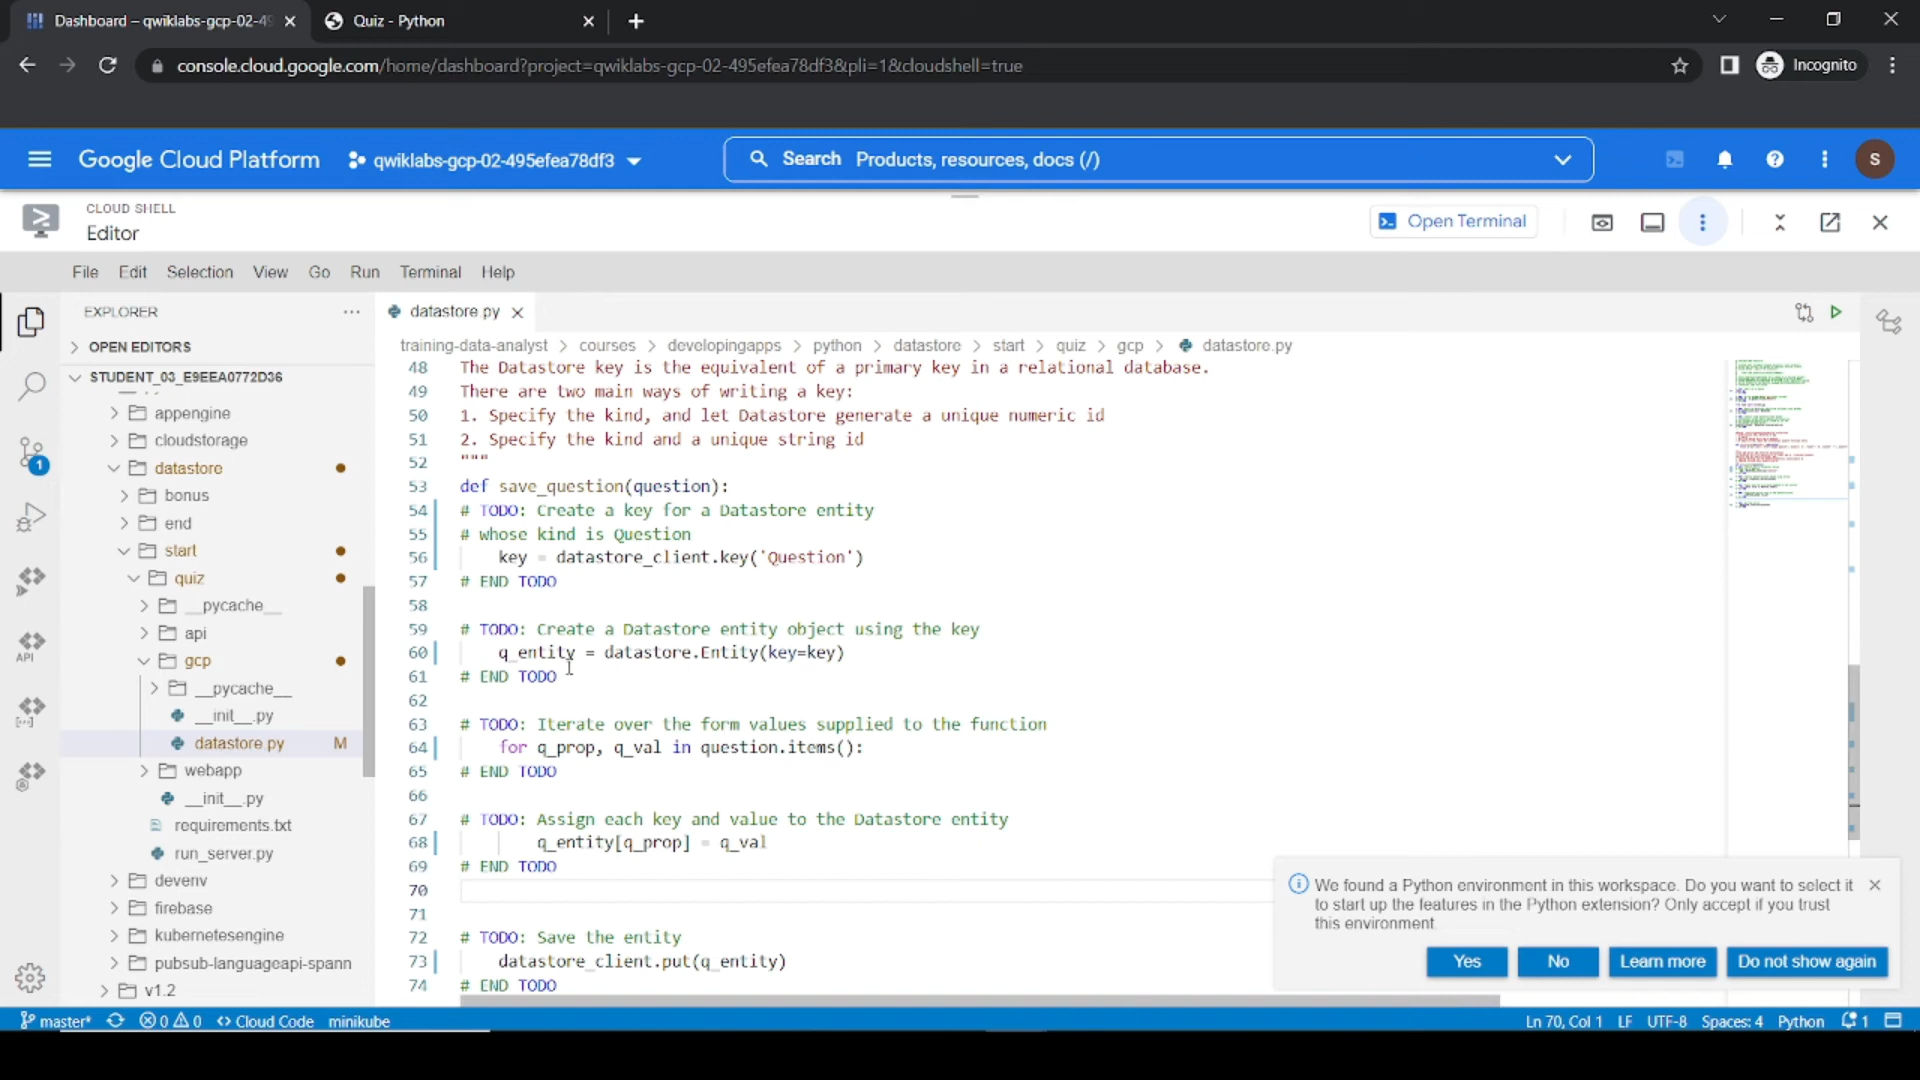 Dashboard – qwiklabs-gcp-02-49
Quiz - Python
console.cloud.google.com/home/dashboard?project=qwiklabs-gcp-02-495efea78df3&pli=1&cloudshell=true
Incognito
Google Cloud Platform
qwiklabs-gcp-02-495efea78df3
Search Products, resources, docs (/)
S
CLOUD SHELL
Editor
Open Terminal
File Edit Selection View Go Run Terminal Help
EXPLORER
OPEN EDITORS
STUDENT_03_E9EEA0772D36
appengine
cloudstorage
datastore
bonus
end
start
quiz
__pycache__
api
gcp
__pycache__
__init__.py
datastore.py M
webapp
__init__.py
requirements.txt
run_server.py
devenv
firebase
kubernetesengine
pubsub-languageapi-spann
v1.2
1
API
datastore.py
training-data-analyst > courses > developingapps > python > datastore > start > quiz > gcp > datastore.py
48 The Datastore key is the equivalent of a primary key in a relational database.
49 There are two main ways of writing a key:
50 1. Specify the kind, and let Datastore generate a unique numeric id
51 2. Specify the kind and a unique string id
52 """
53 def save_question(question):
54 # TODO: Create a key for a Datastore entity
55 # whose kind is Question
56 key = datastore_client.key('Question')
57 # END TODO
58
59 # TODO: Create a Datastore entity object using the key
60 q_entity = datastore.Entity(key=key)
61 # END TODO
62
63 # TODO: Iterate over the form values supplied to the function
64 for q_prop, q_val in question.items():
65 # END TODO
66
67 # TODO: Assign each key and value to the Datastore entity
68 q_entity[q_prop] = q_val
69 # END TODO
70
71
72 # TODO: Save the entity
73 datastore_client.put(q_entity)
74 # END TODO
We found a Python environment in this workspace. Do you want to select it
to start up the features in the Python extension? Only accept if you trust
this environment.
Yes No Learn more Do not show again
master* 0 0 Cloud Code minikube
Ln 70, Col 1 LF UTF-8 Spaces: 4 Python 1